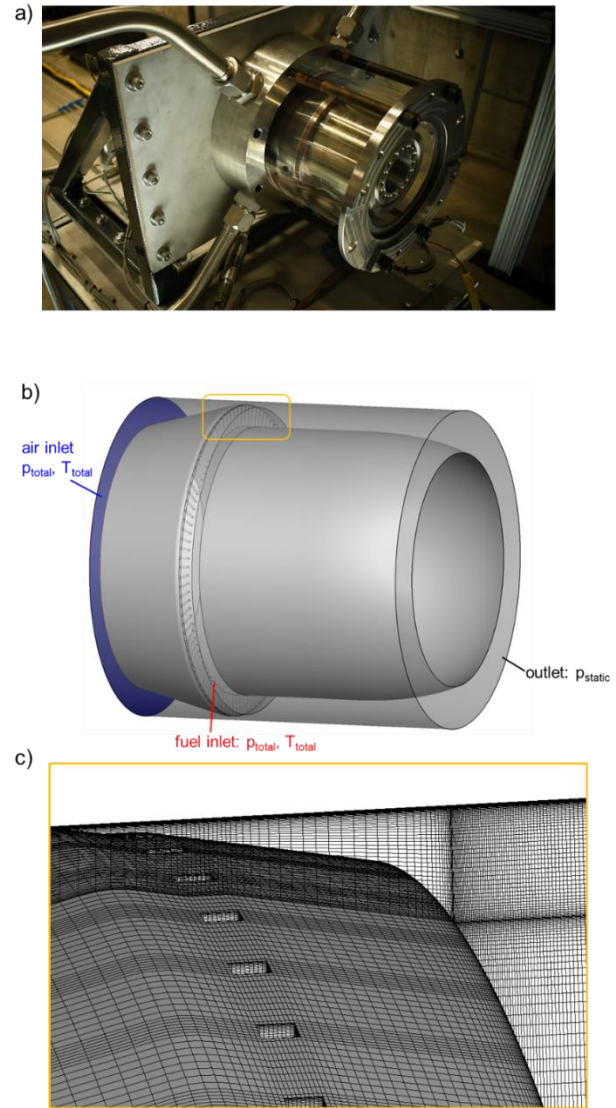 a)
b)
air inlet
p_total, T_total
outlet: p_static
fuel inlet: p_total, T_total
c)